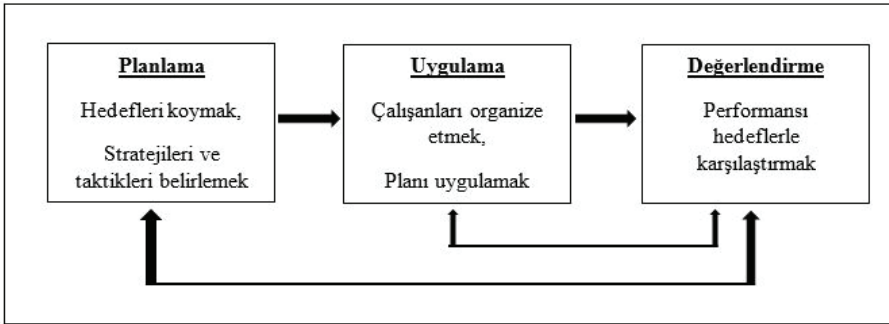 Planlama
Hedefleri koymak,
Stratejileri ve
taktikleri belirlemek
Uygulama
Çalışanları organize
etmek,
Planı uygulamak
Değerlendirme
Performansı
hedeflerle
karşılaştırmak